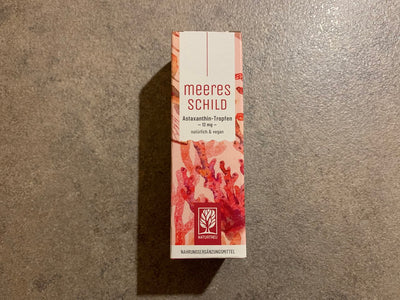 meeres
SCHILD
Astaxanthin-Tropfen
– 12 mg –
natürlich & vegan
NATURTREU
NAHRUNGSERGÄNZUNGSMITTEL